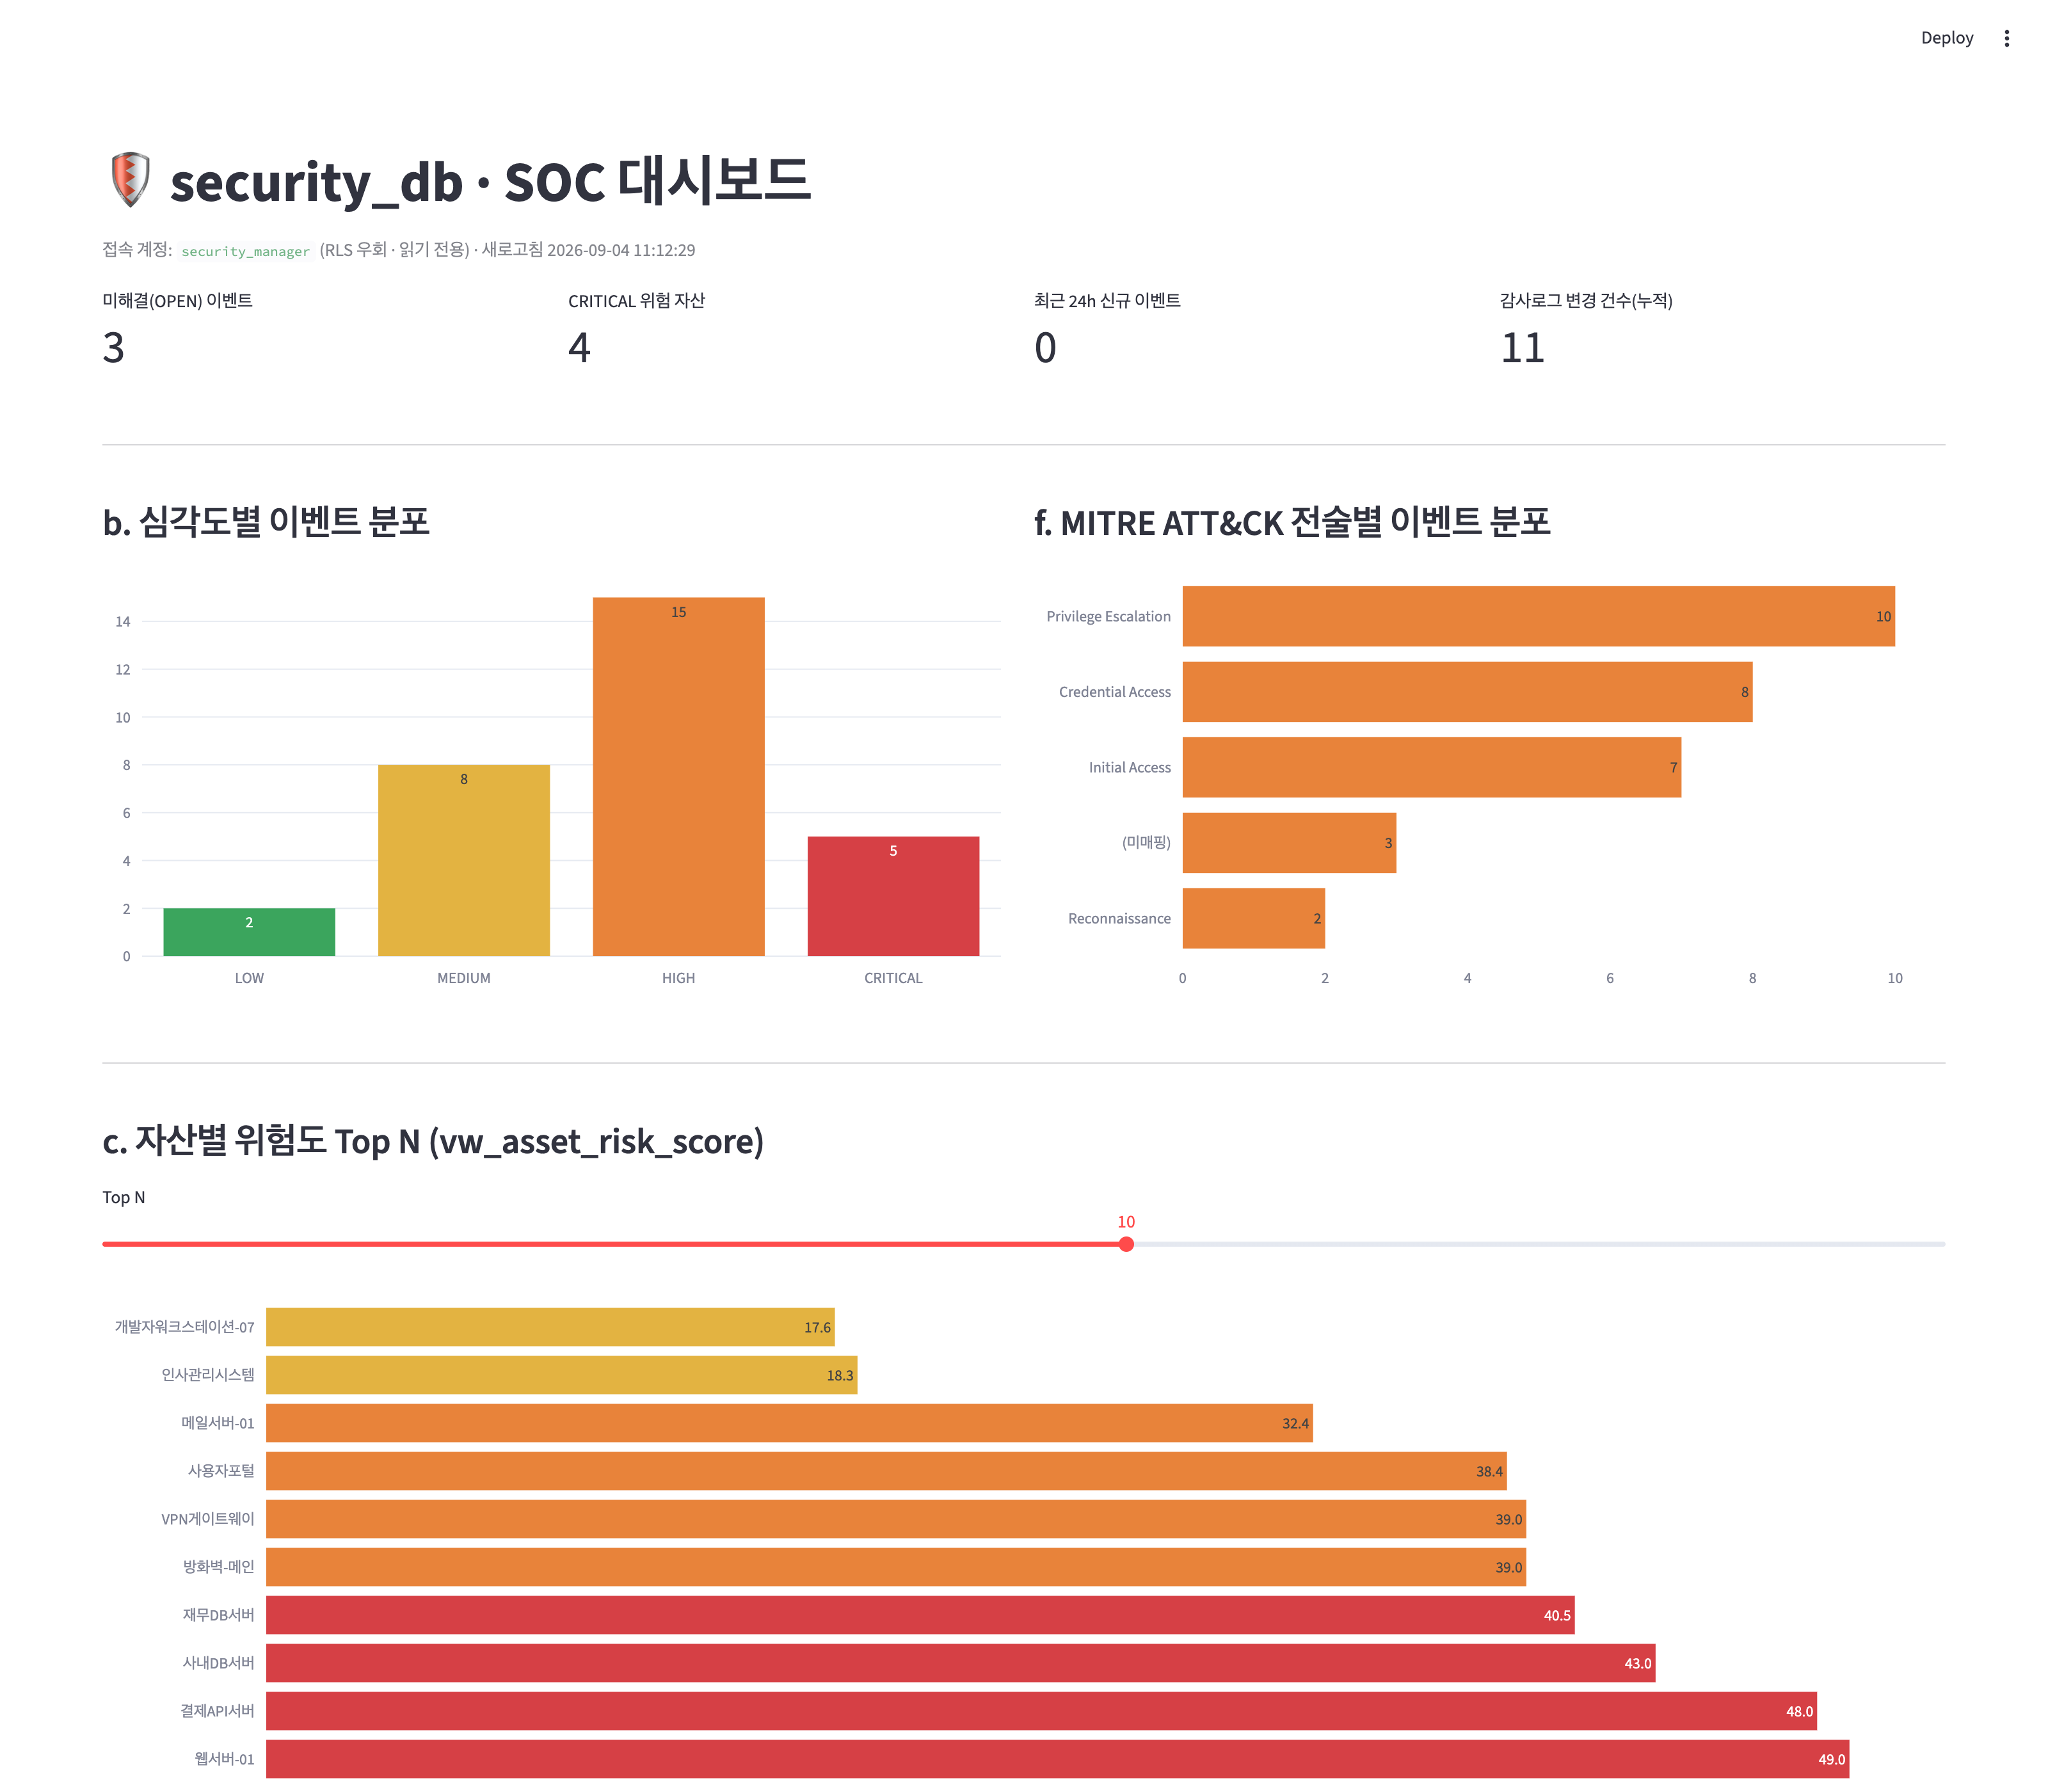 Deploy
security_db · SOC 대시보드
접속 계정: security_manager (RLS 우회 · 읽기 전용) · 새로고침 2026-09-04 11:12:29
미해결(OPEN) 이벤트
3
CRITICAL 위험 자산
4
최근 24h 신규 이벤트
0
감사로그 변경 건수(누적)
11
b. 심각도별 이벤트 분포
14
12
10
8
6
4
2
0
2
8
15
5
LOW
MEDIUM
HIGH
CRITICAL
f. MITRE ATT&CK 전술별 이벤트 분포
Privilege Escalation
10
Credential Access
8
Initial Access
7
(미매핑)
3
Reconnaissance
2
0
2
4
6
8
10
c. 자산별 위험도 Top N (vw_asset_risk_score)
Top N
10
개발자워크스테이션-07
17.6
인사관리시스템
18.3
메일서버-01
32.4
사용자포털
38.4
VPN게이트웨이
39.0
방화벽-메인
39.0
재무DB서버
40.5
사내DB서버
43.0
결제API서버
48.0
웹서버-01
49.0